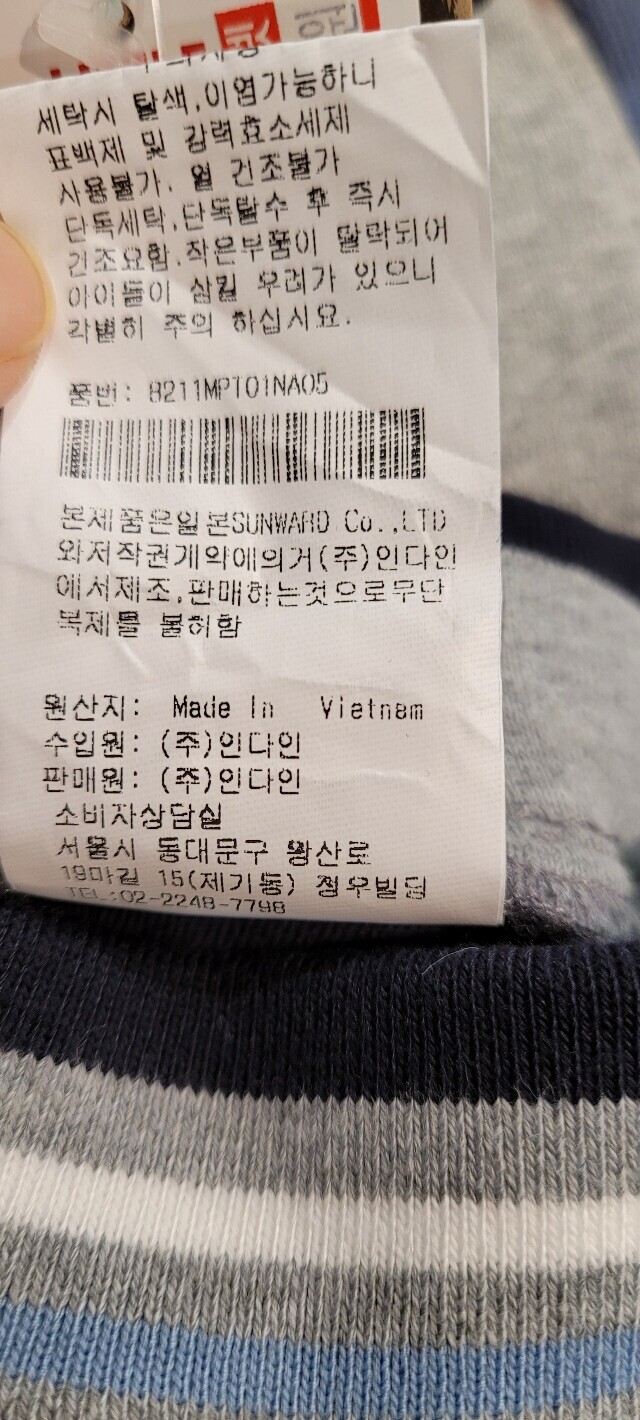 세탁시 탈색,이염가능하니
표백제 및 강력효소세제
사용불가. 열 건조불가
단독세탁,단독탈수 후 즉시
건조요함.작은부품이 탈락되어
아이들이 삼킬 우려가 있으니
각별히 주의 하십시요.
품번: 8211MPT01NA05
본제품은일본SUNWARD Co.,LTD
와저작권계약에의거(주)인다인
에서제조,판매하는것으로무단
복제를 불허함
원산지: Made In Vietnam
수입원: (주)인다인
판매원: (주)인다인
소비자상담실
서울시 동대문구 왕산로
19마길 15(제기동) 청우빌딩
TEL:02-2248-7798